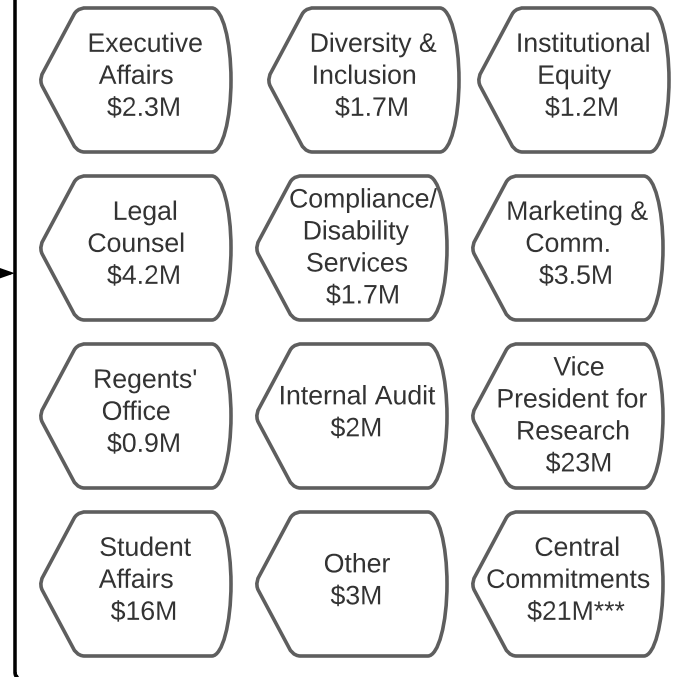 Executive
Affairs
$2.3M
Diversity &
Inclusion
$1.7M
Institutional
Equity
$1.2M
Legal
Counsel
$4.2M
Compliance/
Disability
Services
$1.7M
Marketing &
Comm.
$3.5M
Regents'
Office
$0.9M
Internal Audit
$2M
Vice
President for
Research
$23M
Student
Affairs
$16M
Other
$3M
Central
Commitments
$21M***